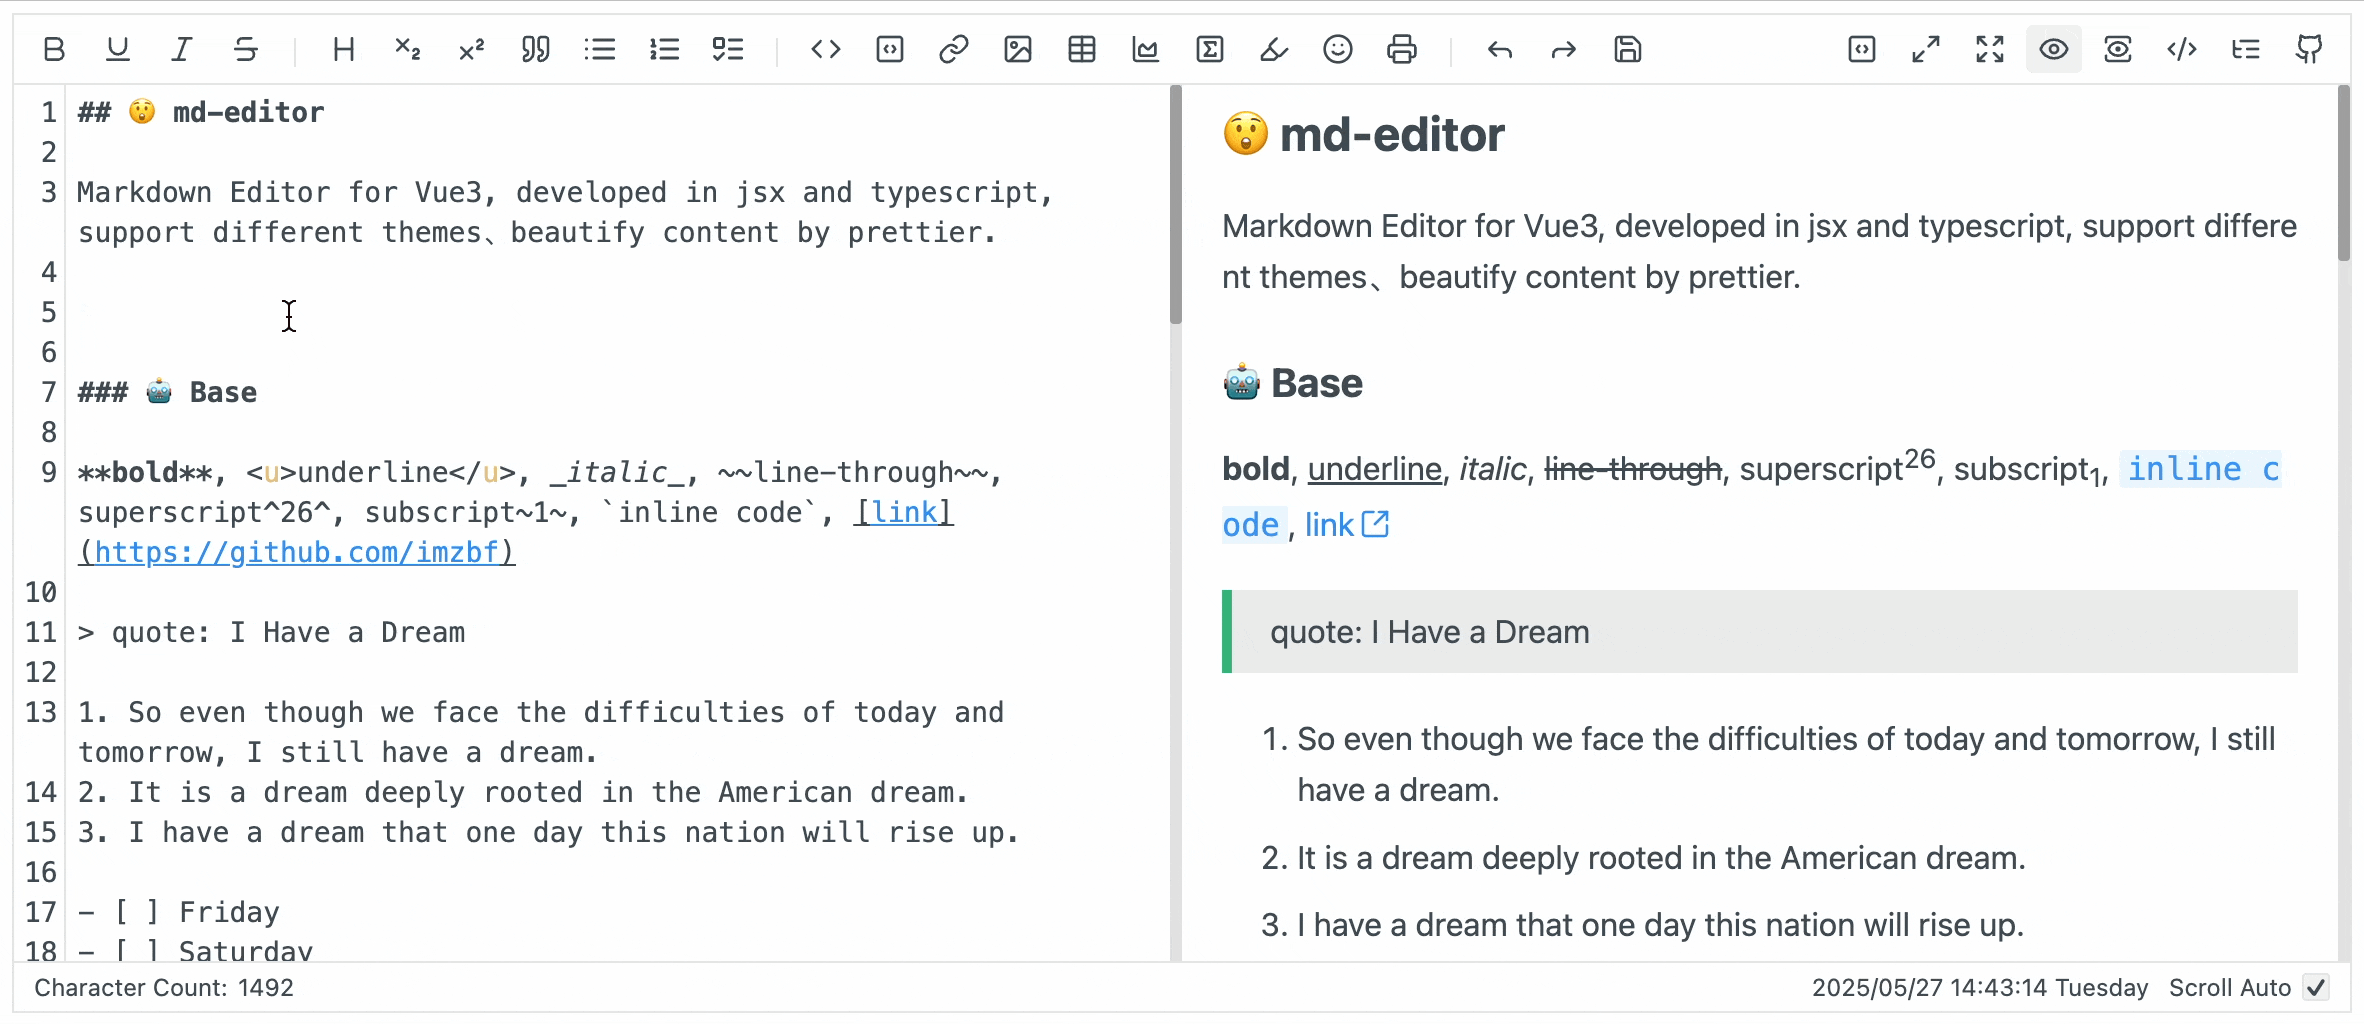 1 ## 😲 md-editor
2
3 Markdown Editor for Vue3, developed in jsx and typescript,
support different themes、beautify content by prettier.
4
5
6
7 ### 🤖 Base
8
9 **bold**, <u>underline</u>, _italic_, ~~line-through~~,
superscript^26^, subscript~1~, `inline code`, [link]
(https://github.com/imzbf)
10
11 > quote: I Have a Dream
12
13 1. So even though we face the difficulties of today and
tomorrow, I still have a dream.
14 2. It is a dream deeply rooted in the American dream.
15 3. I have a dream that one day this nation will rise up.
16
17 - [ ] Friday
18 - [ ] Saturday
😲 md-editor
Markdown Editor for Vue3, developed in jsx and typescript, support differe
nt themes、beautify content by prettier.
🤖 Base
bold, underline, italic, line-through, superscript26, subscript1, inline c
ode, link
quote: I Have a Dream
1. So even though we face the difficulties of today and tomorrow, I still
have a dream.
2. It is a dream deeply rooted in the American dream.
3. I have a dream that one day this nation will rise up.
Character Count: 1492
2025/05/27 14:43:14 Tuesday Scroll Auto